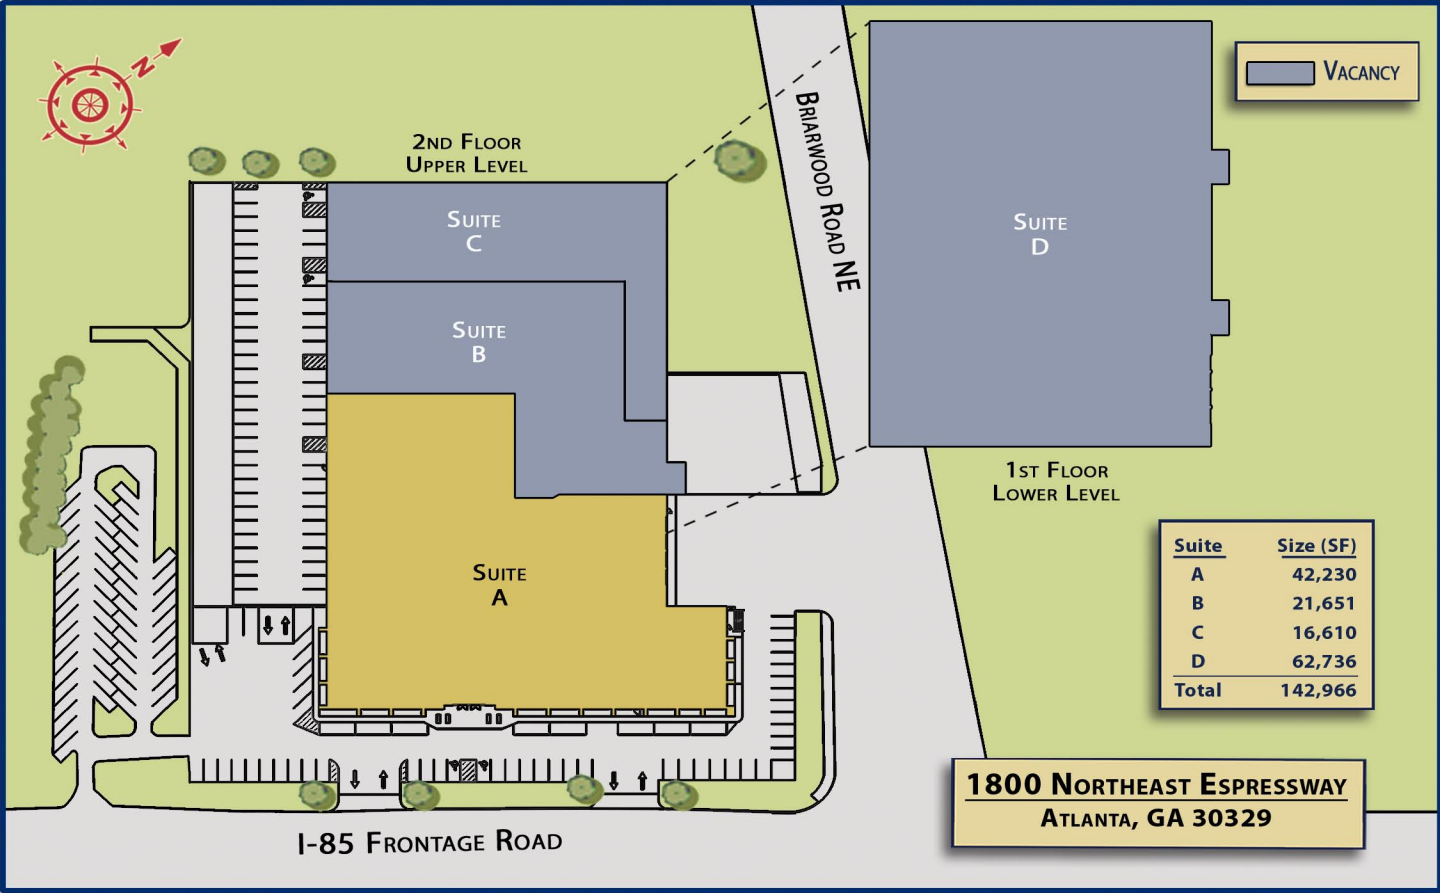 N
2ND FLOOR
UPPER LEVEL
VACANCY
BRIARWOOD ROAD NE
SUITE
C
SUITE
D
SUITE
B
1ST FLOOR
LOWER LEVEL
SUITE
A
Suite Size (SF)
A 42,230
B 21,651
C 16,610
D 62,736
Total 142,966
1800 NORTHEAST ESPRESSWAY
ATLANTA, GA 30329
I-85 FRONTAGE ROAD